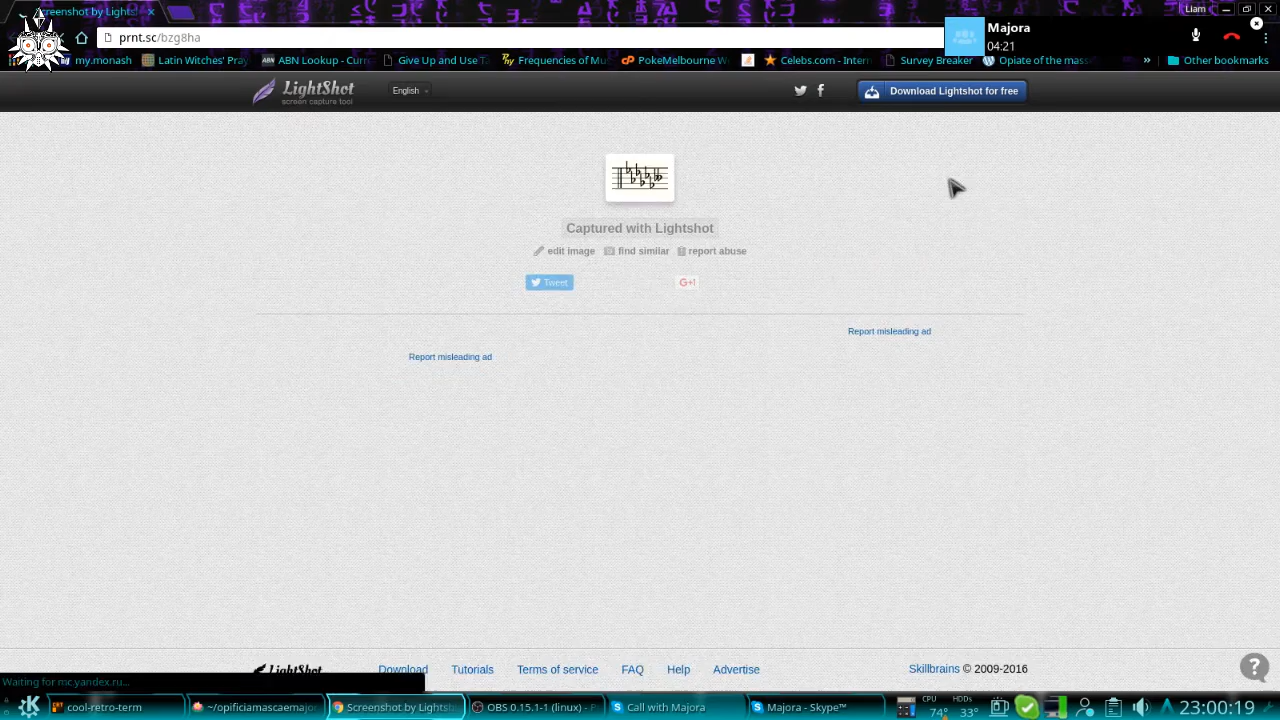 Screenshot by Lights
Liam
prnt.sc/bzg8ha
Majora
04:21
my.monash
Latin Witches' Pray
ABN Lookup - Curr
Give Up and Use Ta
Frequencies of Mus
PokeMelbourne W
Celebs.com - Intern
Survey Breaker
Opiate of the mass
»
Other bookmarks
LightShot
screen capture tool
English
Download Lightshot for free
Captured with Lightshot
edit image
find similar
report abuse
Tweet
G+1
Report misleading ad
Report misleading ad
LightShot
Download
Tutorials
Terms of service
FAQ
Help
Advertise
Skillbrains © 2009-2016
Waiting for mc.yandex.ru...
cool-retro-term
~/opificiamascaemajor
Screenshot by Lightsh
OBS 0.15.1-1 (linux) - P
Call with Majora
Majora - Skype™
CPU
74°
HDDs
33°
23:00:19